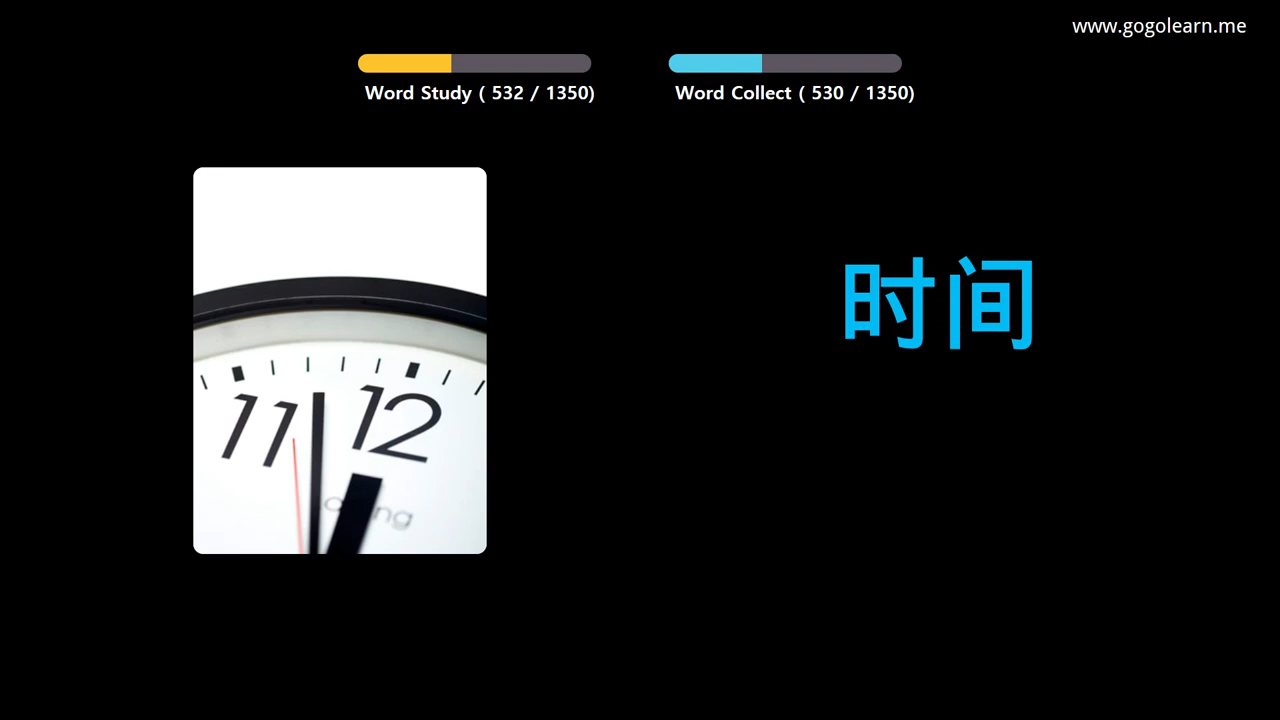 www.gogolearn.me
Word Study ( 532 / 1350)
Word Collect ( 530 / 1350)
时间
11
12